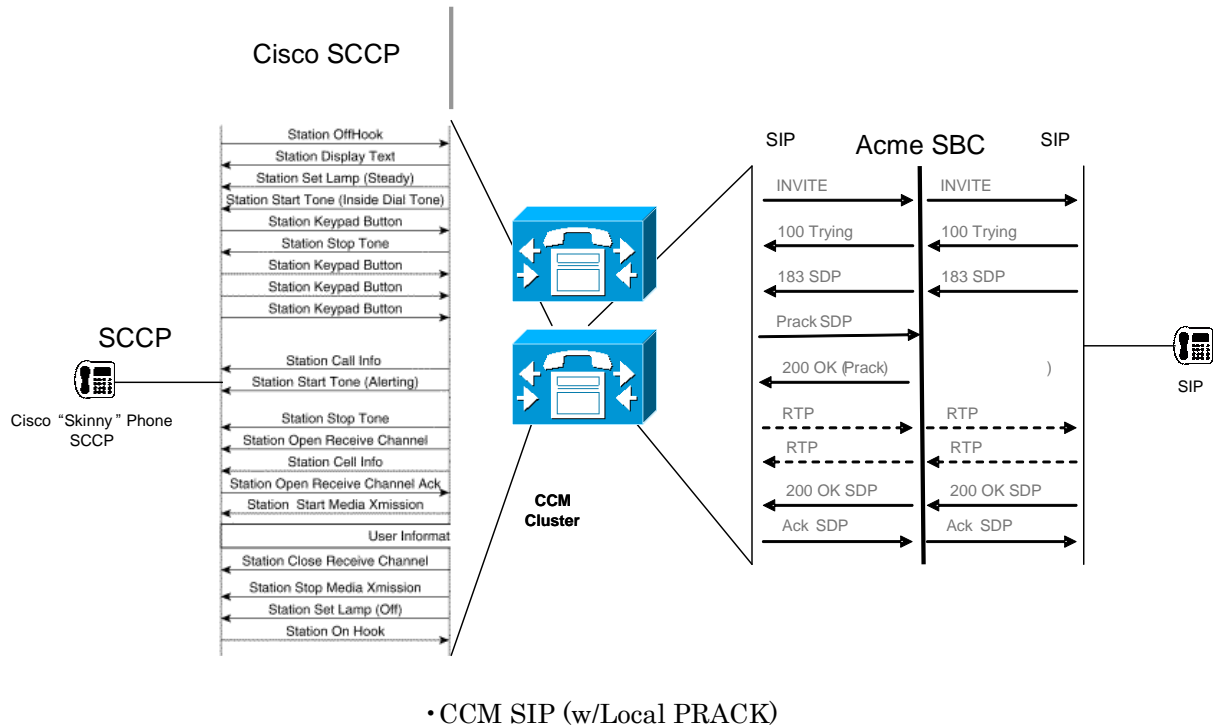 Cisco SCCP
Station OffHook
Station Display Text
Station Set Lamp (Steady)
Station Start Tone (Inside Dial Tone)
Station Keypad Button
Station Stop Tone
Station Keypad Button
Station Keypad Button
Station Keypad Button
Station Call Info
Station Start Tone (Alerting)
Station Stop Tone
Station Open Receive Channel
Station Cell Info
Station Open Receive Channel Ack
Station Start Media Xmission
User Informat
Station Close Receive Channel
Station Stop Media Xmission
Station Set Lamp (Off)
Station On Hook
SCCP
Cisco “Skinny” Phone
SCCP
CCM
Cluster
SIP
Acme SBC
SIP
INVITE
INVITE
100 Trying
100 Trying
183 SDP
183 SDP
Prack SDP
200 OK (Prack)
)
RTP
RTP
RTP
RTP
200 OK SDP
200 OK SDP
Ack SDP
Ack SDP
SIP
•CCM SIP (w/Local PRACK)